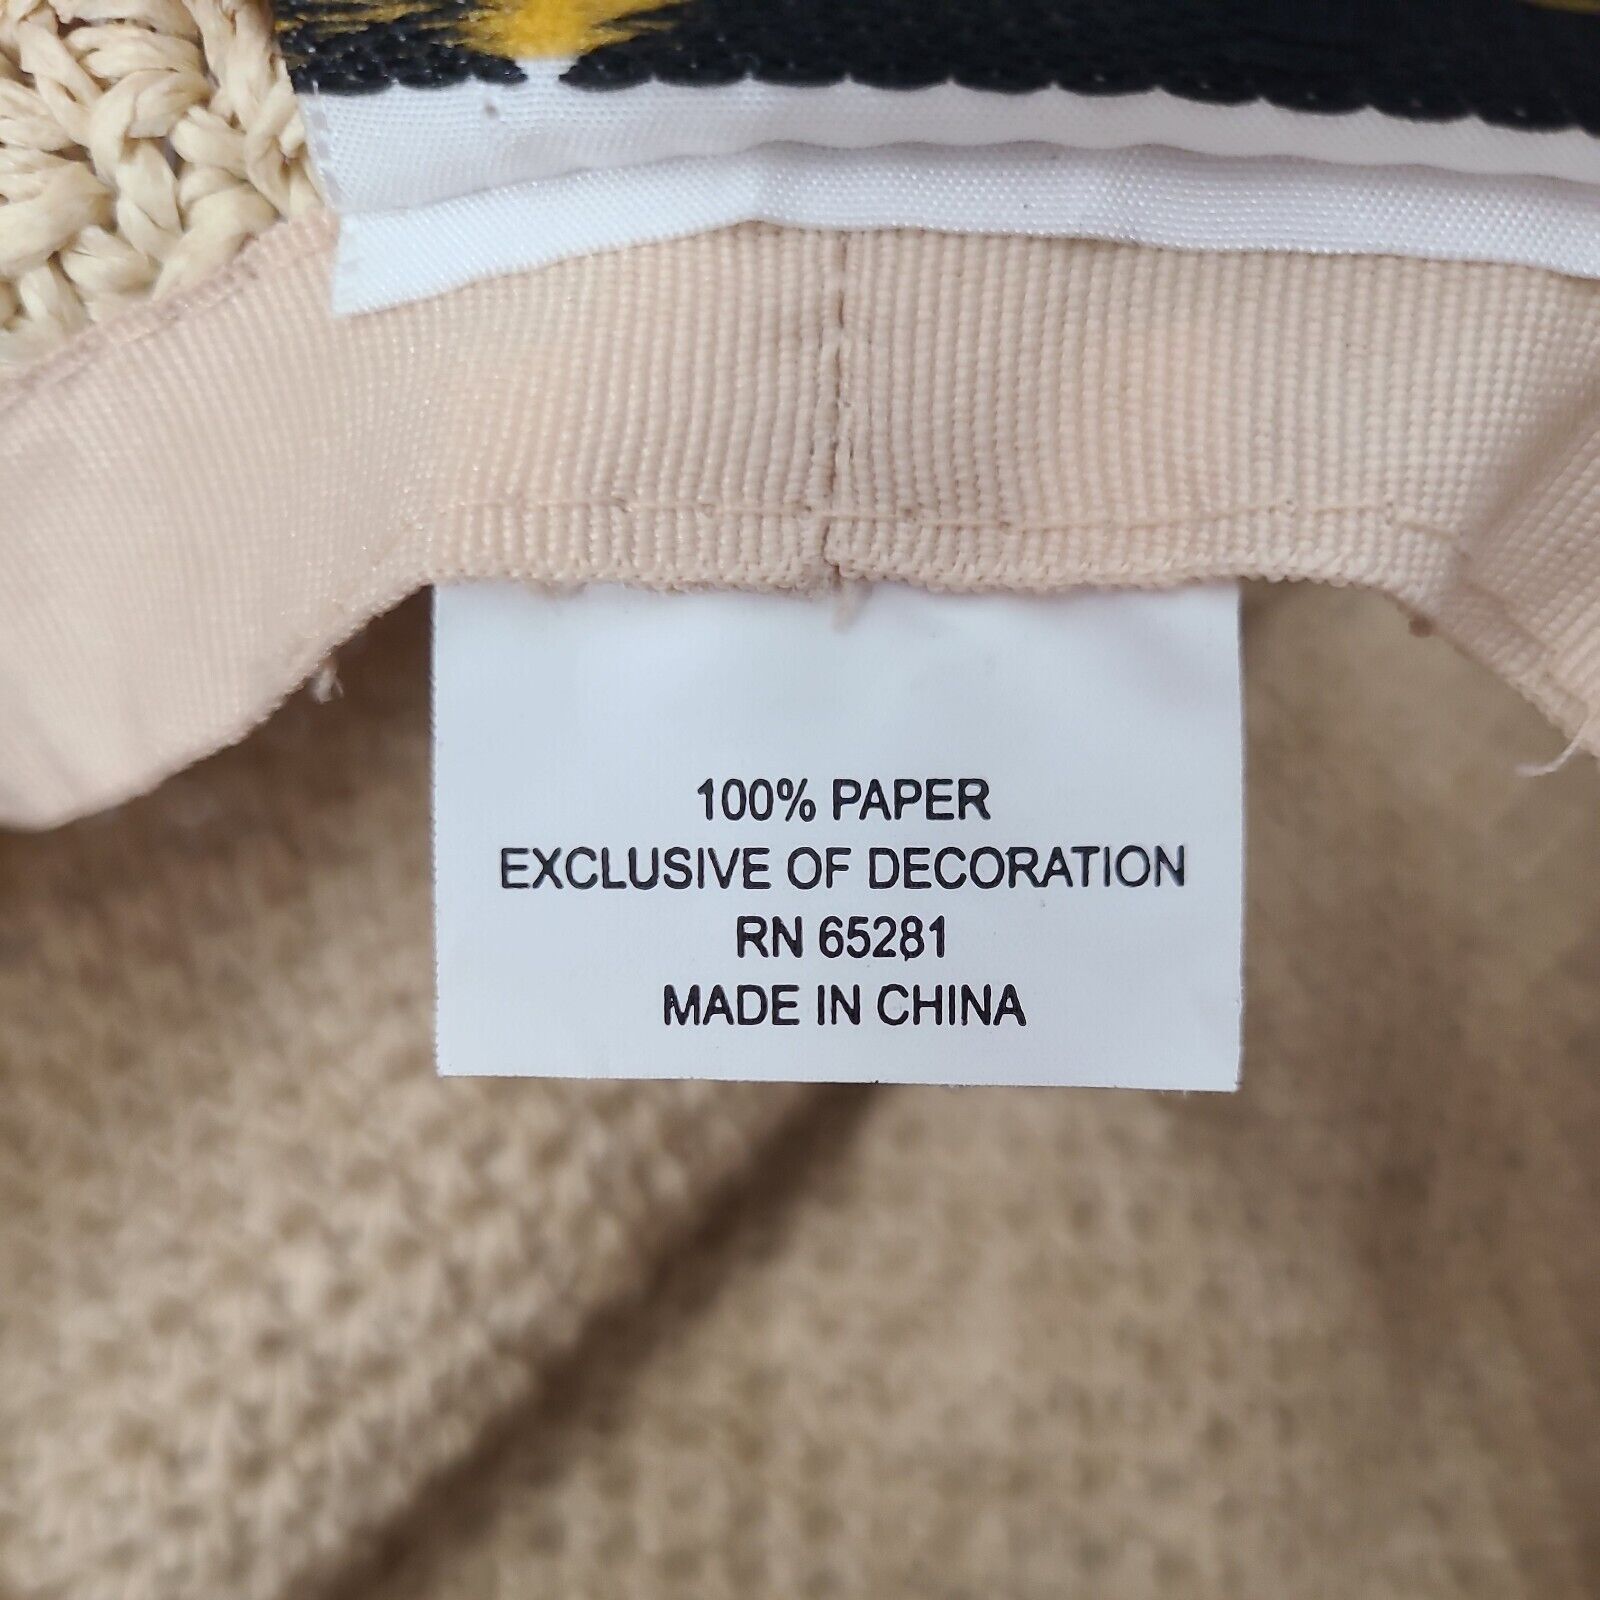 100% PAPER
EXCLUSIVE OF DECORATION
RN 65281
MADE IN CHINA